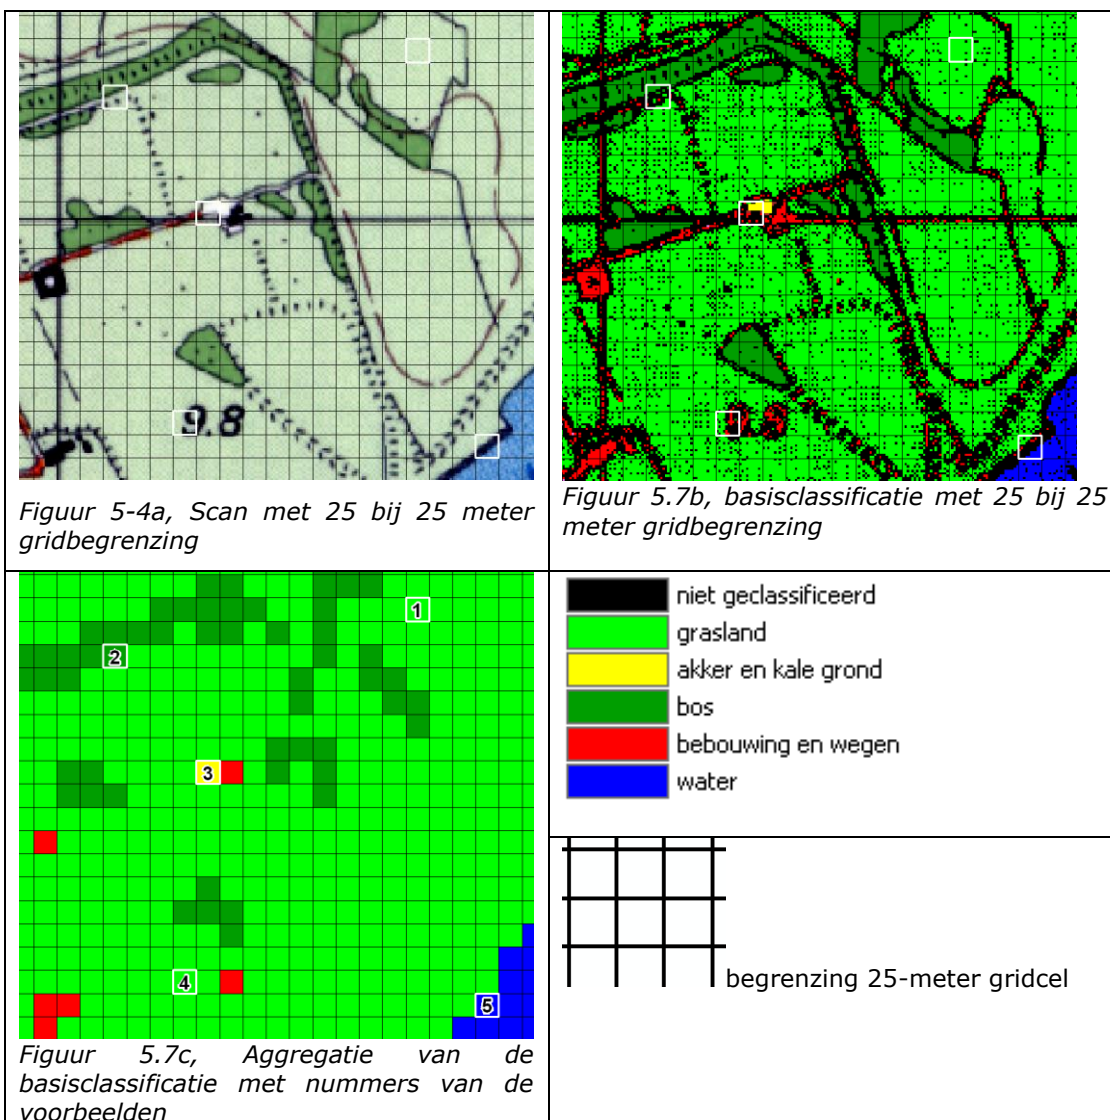 9.8
Figuur 5-4a, Scan met 25 bij 25 meter
gridbegrenzing
9.8
Figuur 5.7b, basisclassificatie met 25 bij 25
meter gridbegrenzing
1
2
3
4
5
Figuur 5.7c, Aggregatie van de
basisclassificatie met nummers van de
voorbeelden
niet geclassificeerd
grasland
akker en kale grond
bos
bebouwing en wegen
water
begrenzing 25-meter gridcel